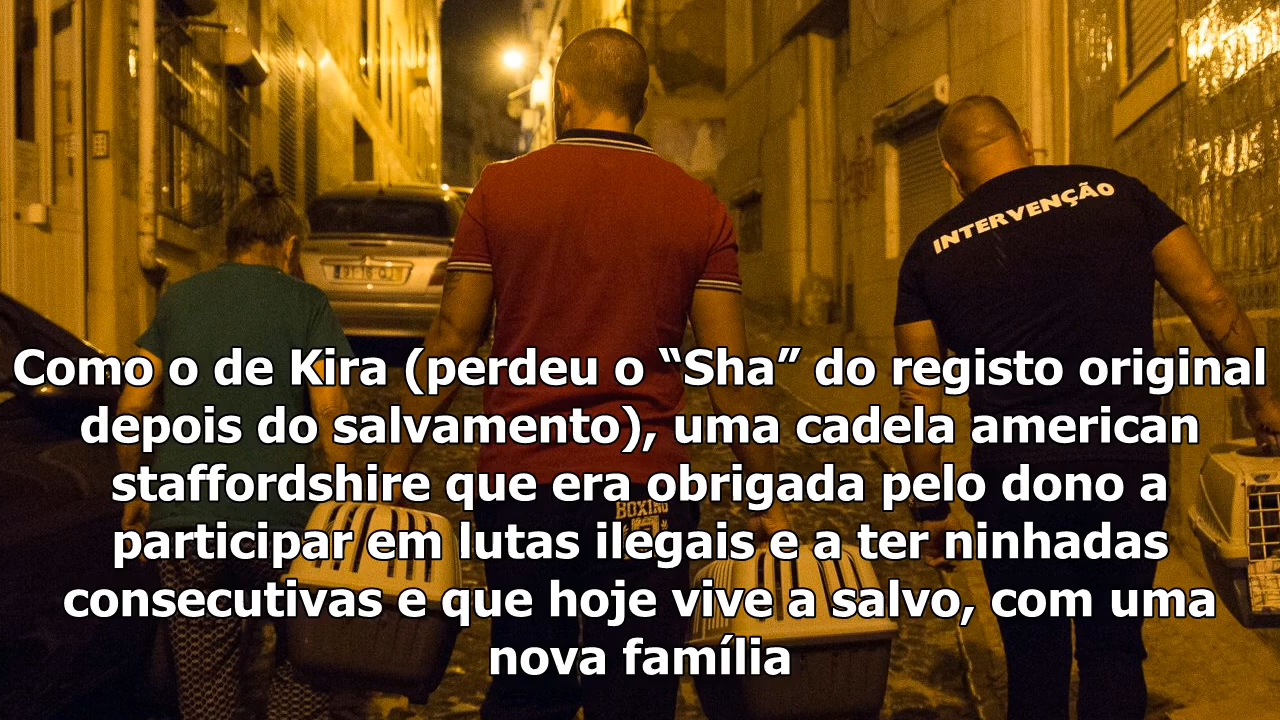 INTERVENÇÃO
Como o de Kira (perdeu o “Sha” do registo original
depois do salvamento), uma cadela american
staffordshire que era obrigada pelo dono a
participar em lutas ilegais e a ter ninhadas
consecutivas e que hoje vive a salvo, com uma
nova família
BOXING